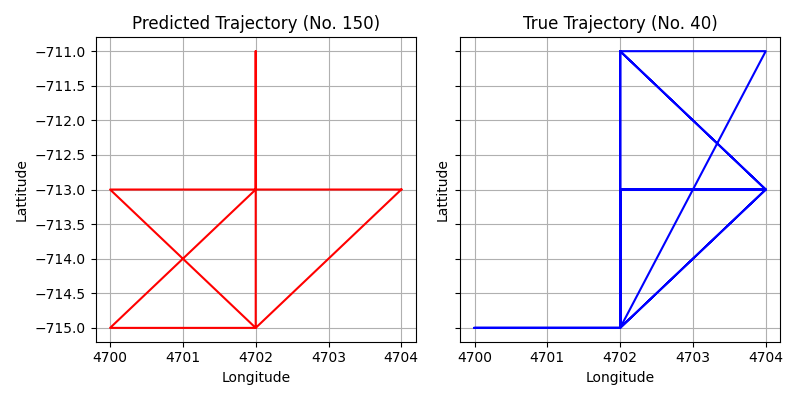 Predicted Trajectory (No. 150)
Lattitude
−711.0
−711.5
−712.0
−712.5
−713.0
−713.5
−714.0
−714.5
−715.0
4700 4701 4702 4703 4704
Longitude
True Trajectory (No. 40)
Lattitude
4700 4701 4702 4703 4704
Longitude